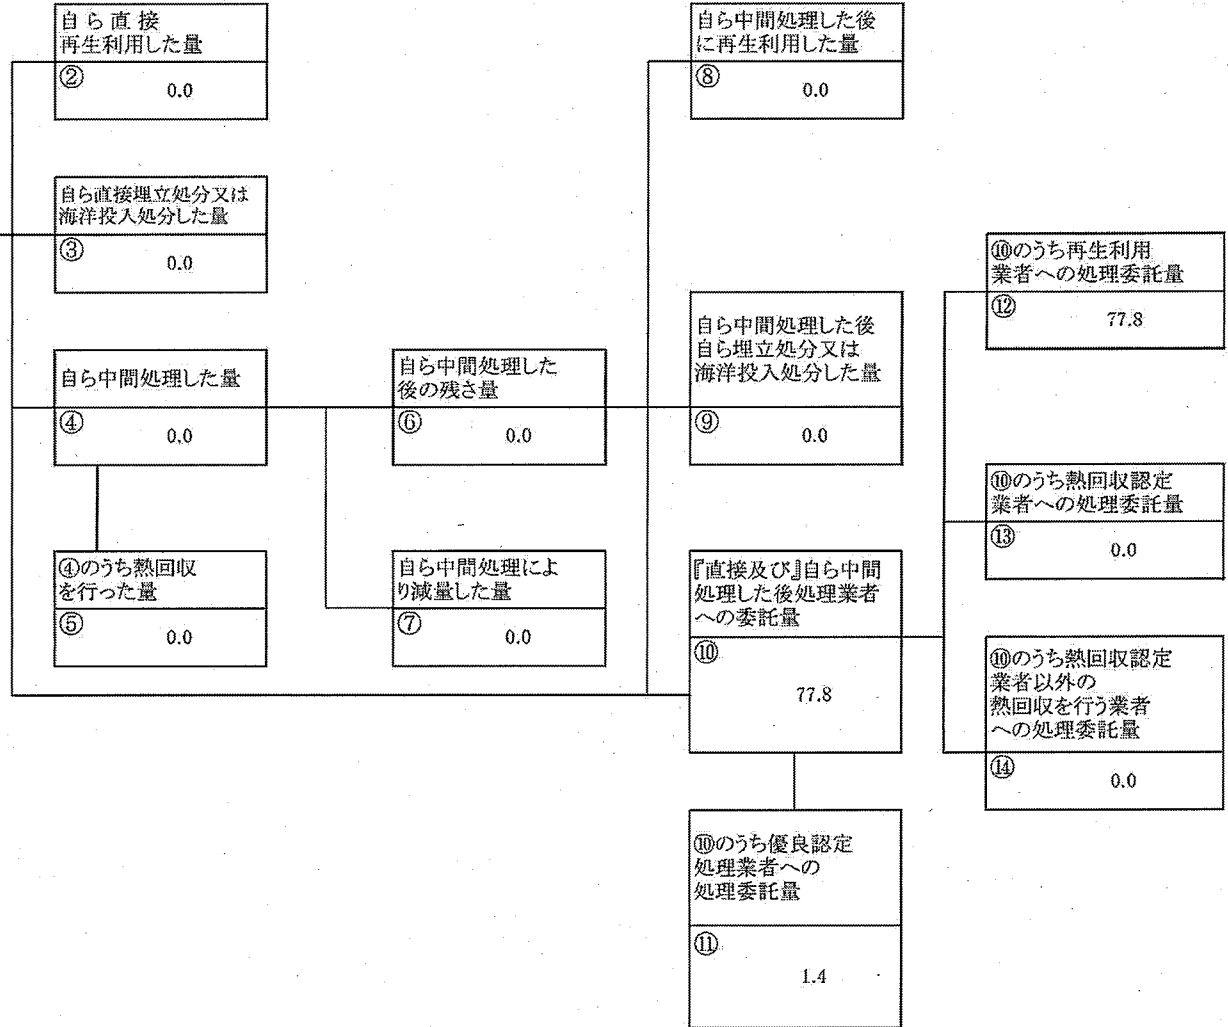 自ら直接
再生利用した量
②
0.0
自ら直接埋立処分又は
海洋投入処分した量
③
0.0
自ら中間処理した量
④
0.0
④のうち熱回収
を行った量
⑤
0.0
自ら中間処理した
後の残さ量
⑥
0.0
自ら中間処理によ
り減量した量
⑦
0.0
自ら中間処理した後
に再生利用した量
⑧
0.0
自ら中間処理した後
自ら埋立処分又は
海洋投入処分した量
⑨
0.0
『直接及び』自ら中間
処理した後処理業者
への委託量
⑩
77.8
⑩のうち優良認定
処理業者への
処理委託量
⑪
1.4
⑩のうち再生利用
業者への処理委託量
⑫
77.8
⑩のうち熱回収認定
業者への処理委託量
⑬
0.0
⑩のうち熱回収認定
業者以外の
熱回収を行う業者
への処理委託量
⑭
0.0